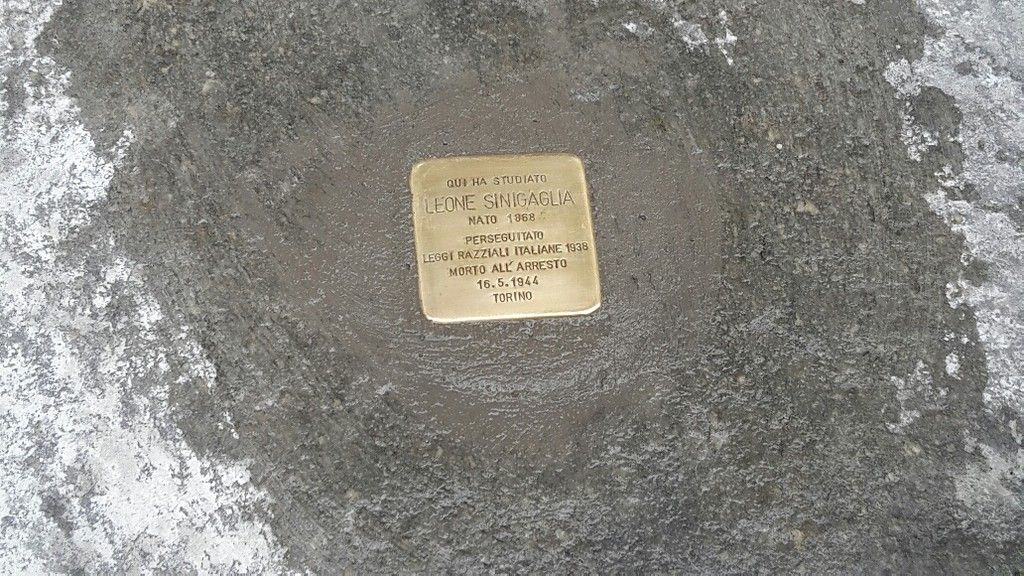 QUI HA STUDIATO
LEONE SINIGAGLIA
NATO 1868
PERSEGUITATO
LEGGI RAZZIALI ITALIANE 1938
MORTO ALL'ARRESTO
16.5.1944
TORINO